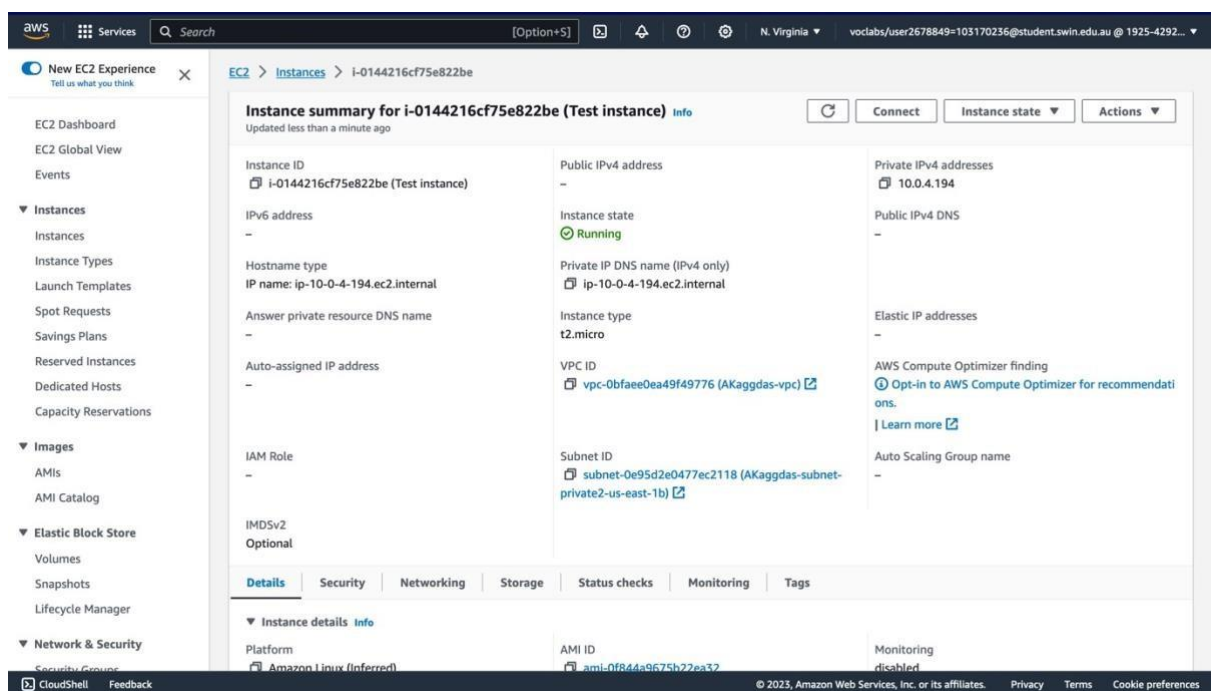 aws
Services
Search
[Option+S]
N. Virginia
voclabs/user2678849=103170236@student.swin.edu.au @ 1925-4292...
New EC2 Experience
Tell us what you think
EC2 Dashboard
EC2 Global View
Events
Instances
Instances
Instance Types
Launch Templates
Spot Requests
Savings Plans
Reserved Instances
Dedicated Hosts
Capacity Reservations
Images
AMIs
AMI Catalog
Elastic Block Store
Volumes
Snapshots
Lifecycle Manager
Network & Security
Security Groups
EC2 > Instances > i-0144216cf75e822be
Instance summary for i-0144216cf75e822be (Test instance) Info
Updated less than a minute ago
Connect
Instance state
Actions
Instance ID
i-0144216cf75e822be (Test instance)
Public IPv4 address
–
Private IPv4 addresses
10.0.4.194
IPv6 address
–
Instance state
Running
Public IPv4 DNS
–
Hostname type
IP name: ip-10-0-4-194.ec2.internal
Private IP DNS name (IPv4 only)
ip-10-0-4-194.ec2.internal
Answer private resource DNS name
–
Instance type
t2.micro
Elastic IP addresses
–
Auto-assigned IP address
–
VPC ID
vpc-0bfaee0ea49f49776 (AKaggdas-vpc)
AWS Compute Optimizer finding
Opt-in to AWS Compute Optimizer for recommendati
ons.
| Learn more
IAM Role
–
Subnet ID
subnet-0e95d2e0477ec2118 (AKaggdas-subnet-
private2-us-east-1b)
Auto Scaling Group name
–
IMDSv2
Optional
Details
Security
Networking
Storage
Status checks
Monitoring
Tags
Instance details Info
Platform
Amazon Linux (Inferred)
AMI ID
ami-0f844a9675b22ea32
Monitoring
disabled
CloudShell
Feedback
© 2023, Amazon Web Services, Inc. or its affiliates.
Privacy
Terms
Cookie preferences